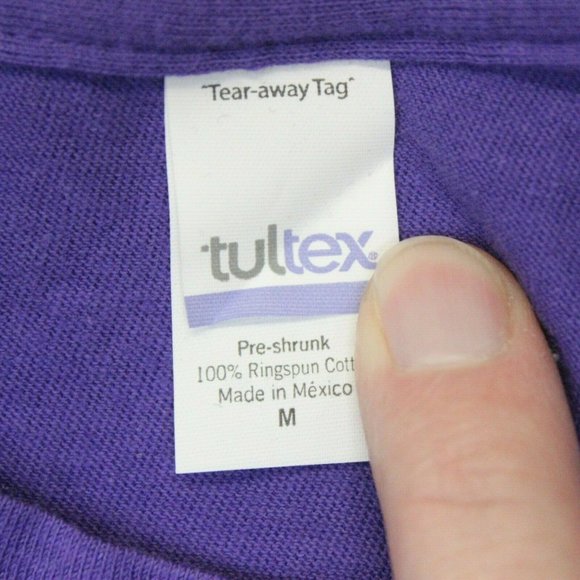 "Tear-away Tag"
tultex®
Pre-shrunk
100% Ringspun Cott
Made in México
M